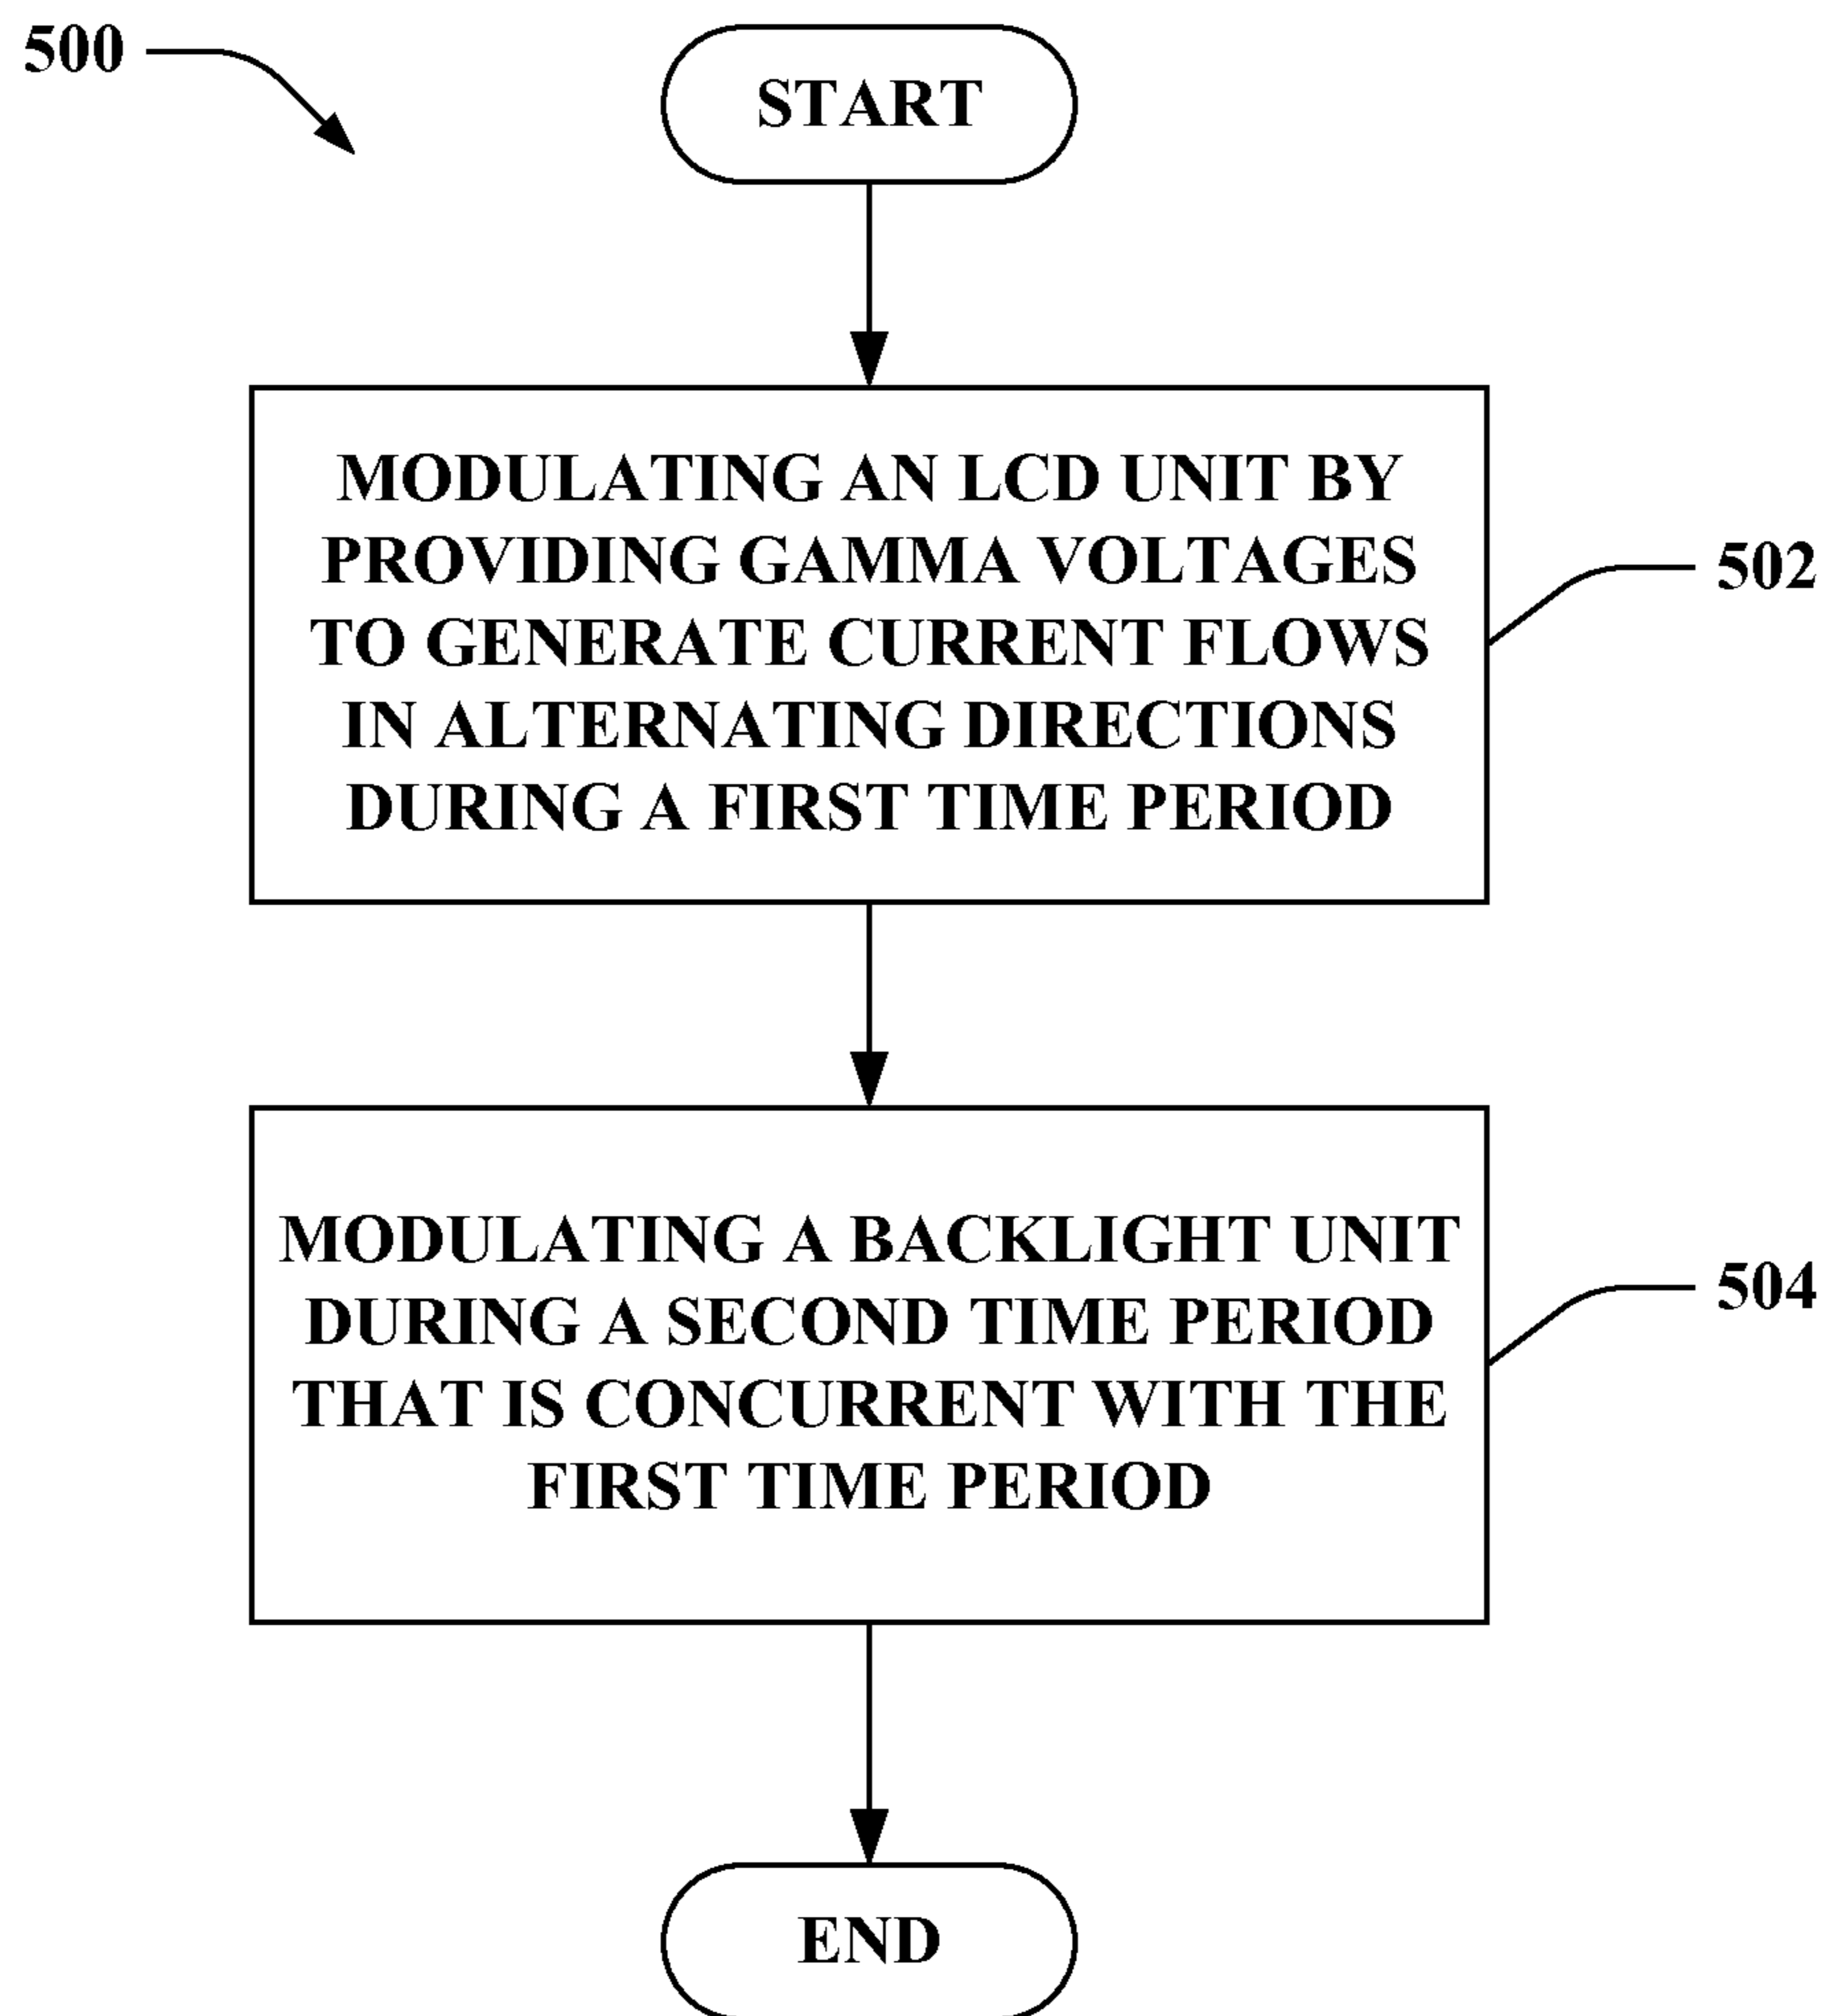 500
START
MODULATING AN LCD UNIT BY
PROVIDING GAMMA VOLTAGES
TO GENERATE CURRENT FLOWS
IN ALTERNATING DIRECTIONS
DURING A FIRST TIME PERIOD
502
MODULATING A BACKLIGHT UNIT
DURING A SECOND TIME PERIOD
THAT IS CONCURRENT WITH THE
FIRST TIME PERIOD
504
END